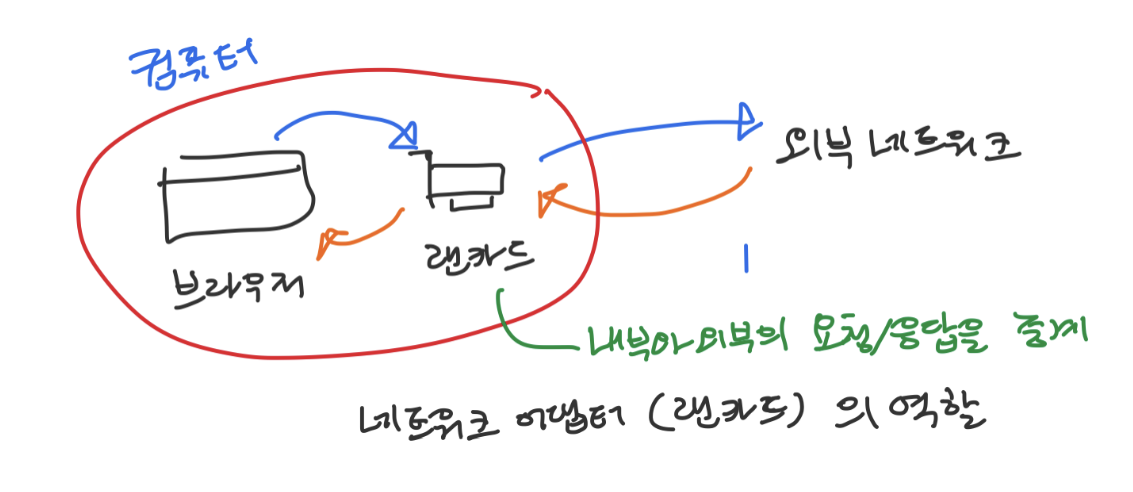 컴퓨터
외부 네트워크
랜카드
브라우저
내부와 외부의 요청/응답을 중계
네트워크 어댑터 (랜카드) 의 역할